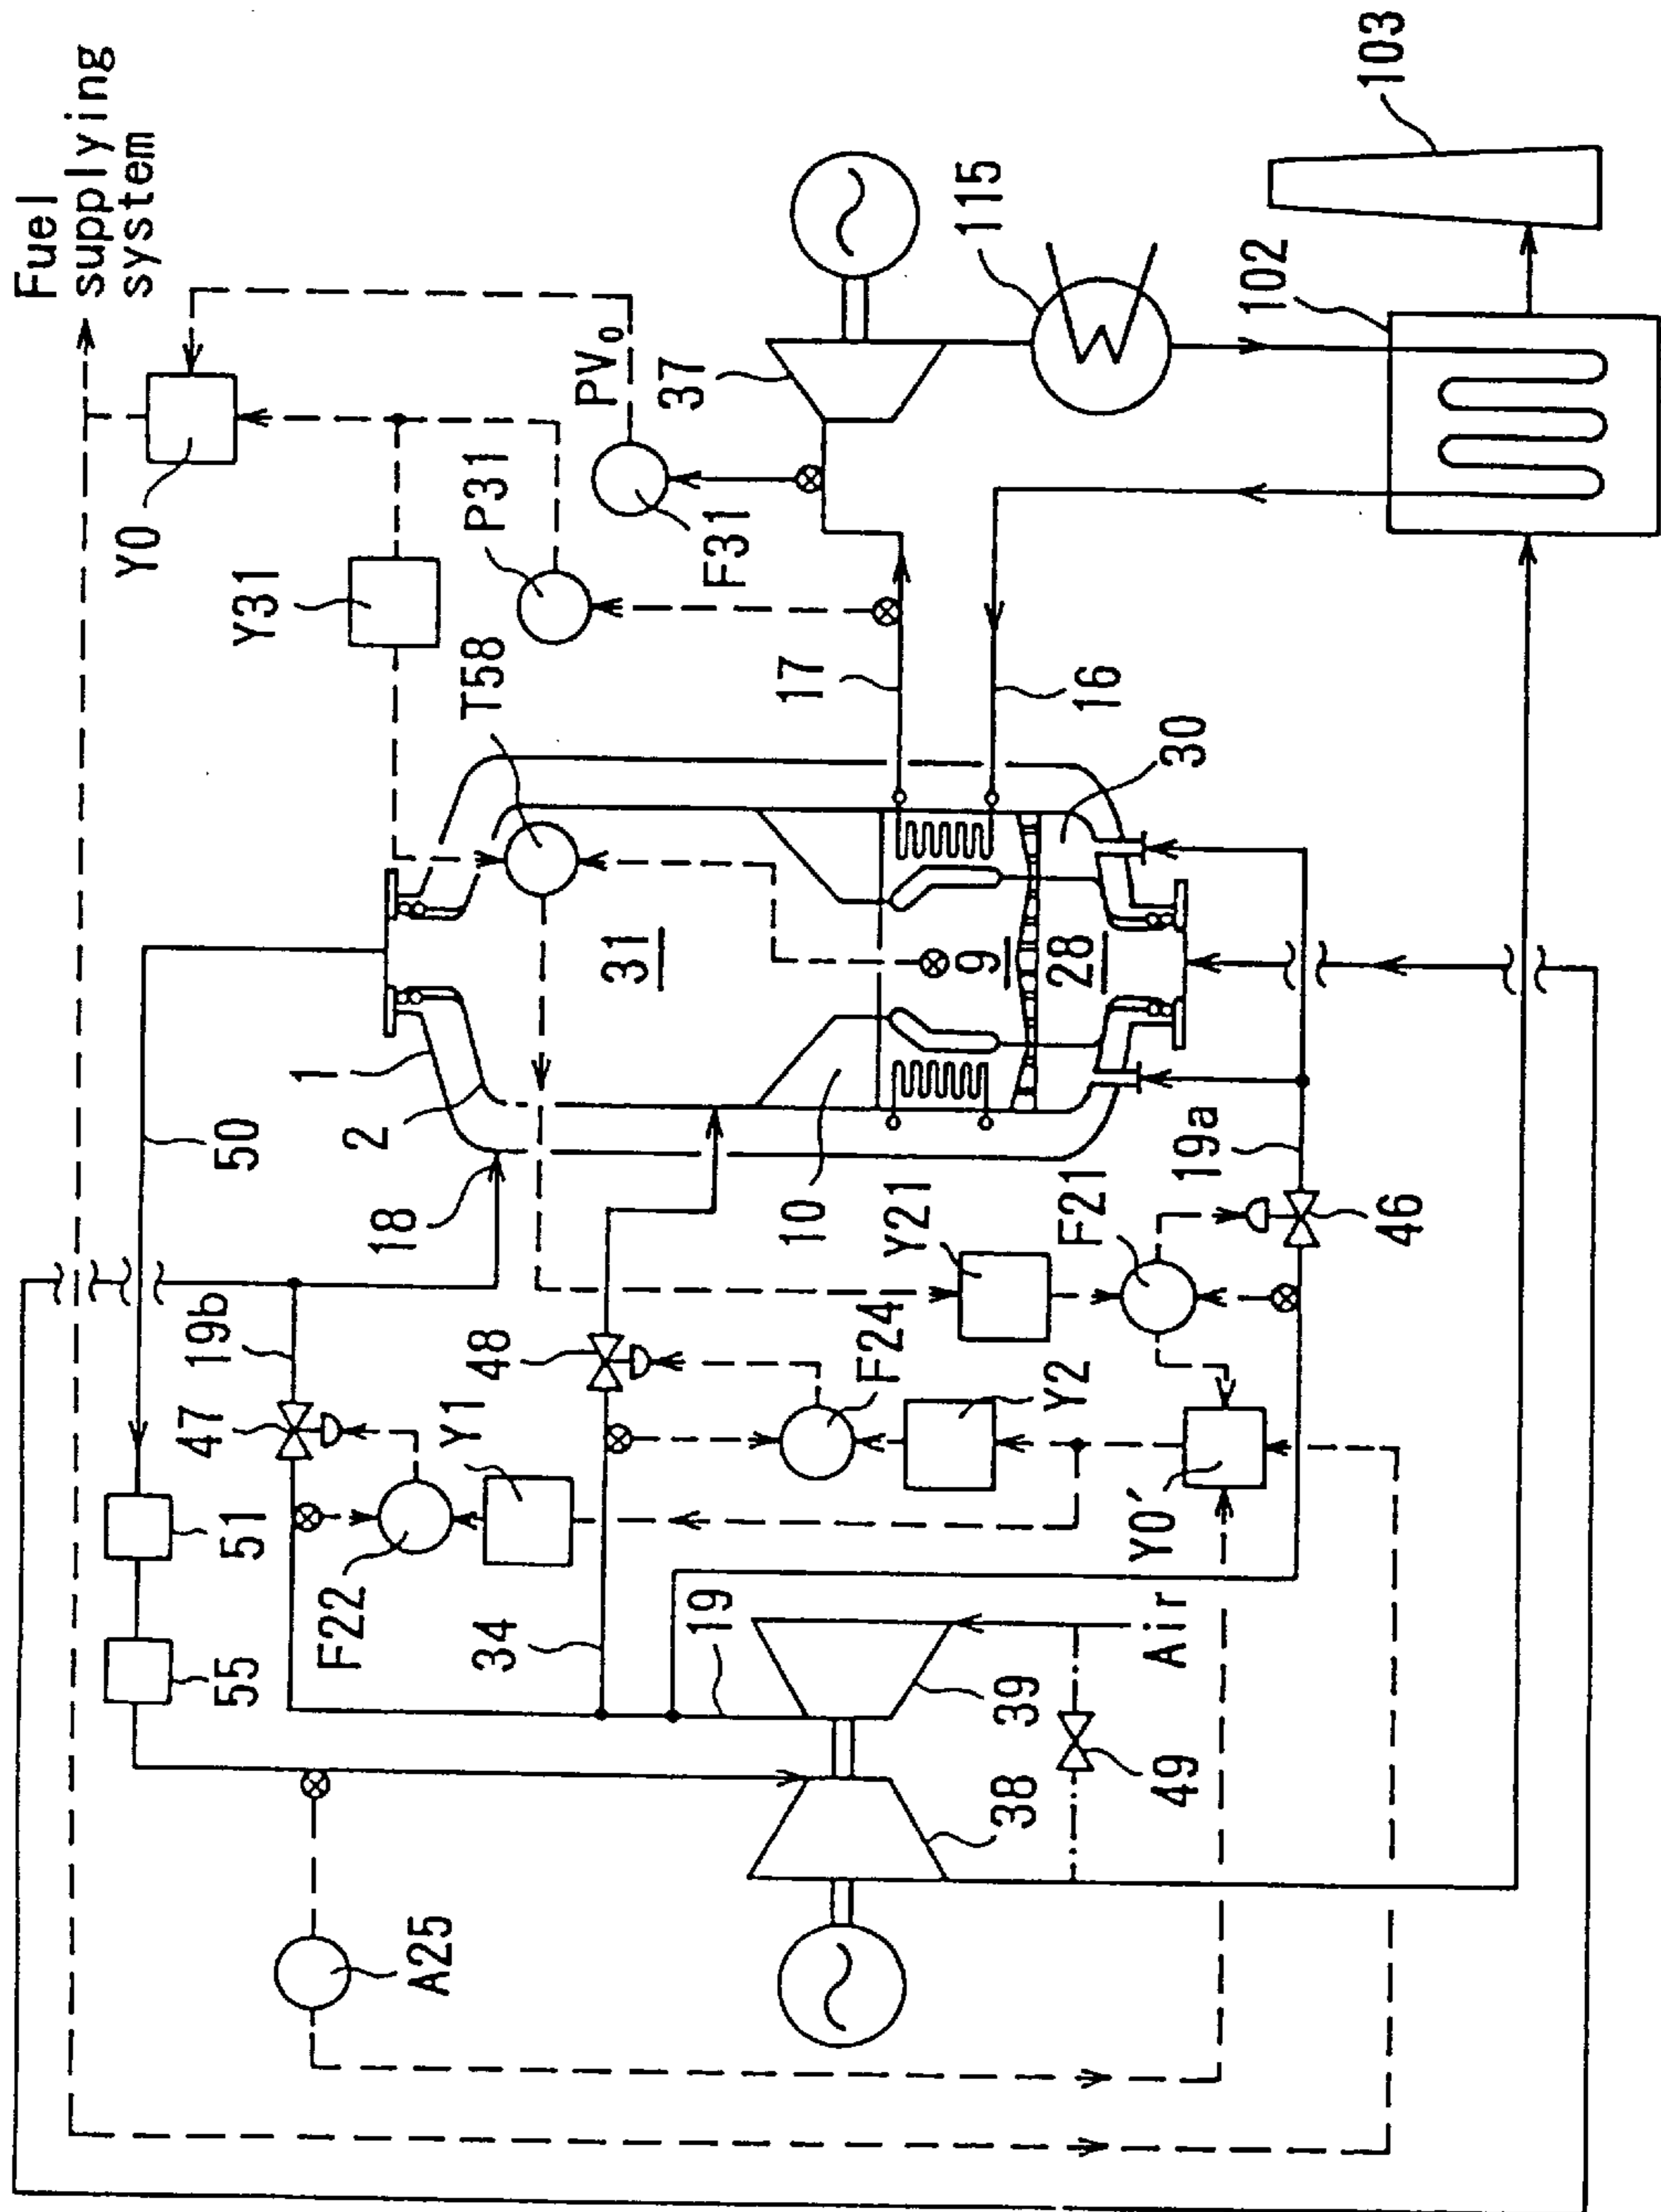 Fuel
supplying
system
103
115
102
PV₀
37
Y0
P31
F31
Y31
T58
17
16
30
31
9
28
1
2
50
18
10
19a
Y21
F21
46
19b
48
F24
47
Y1
Y2
51
Y0′
F22
34
19
Air
55
39
49
38
A25